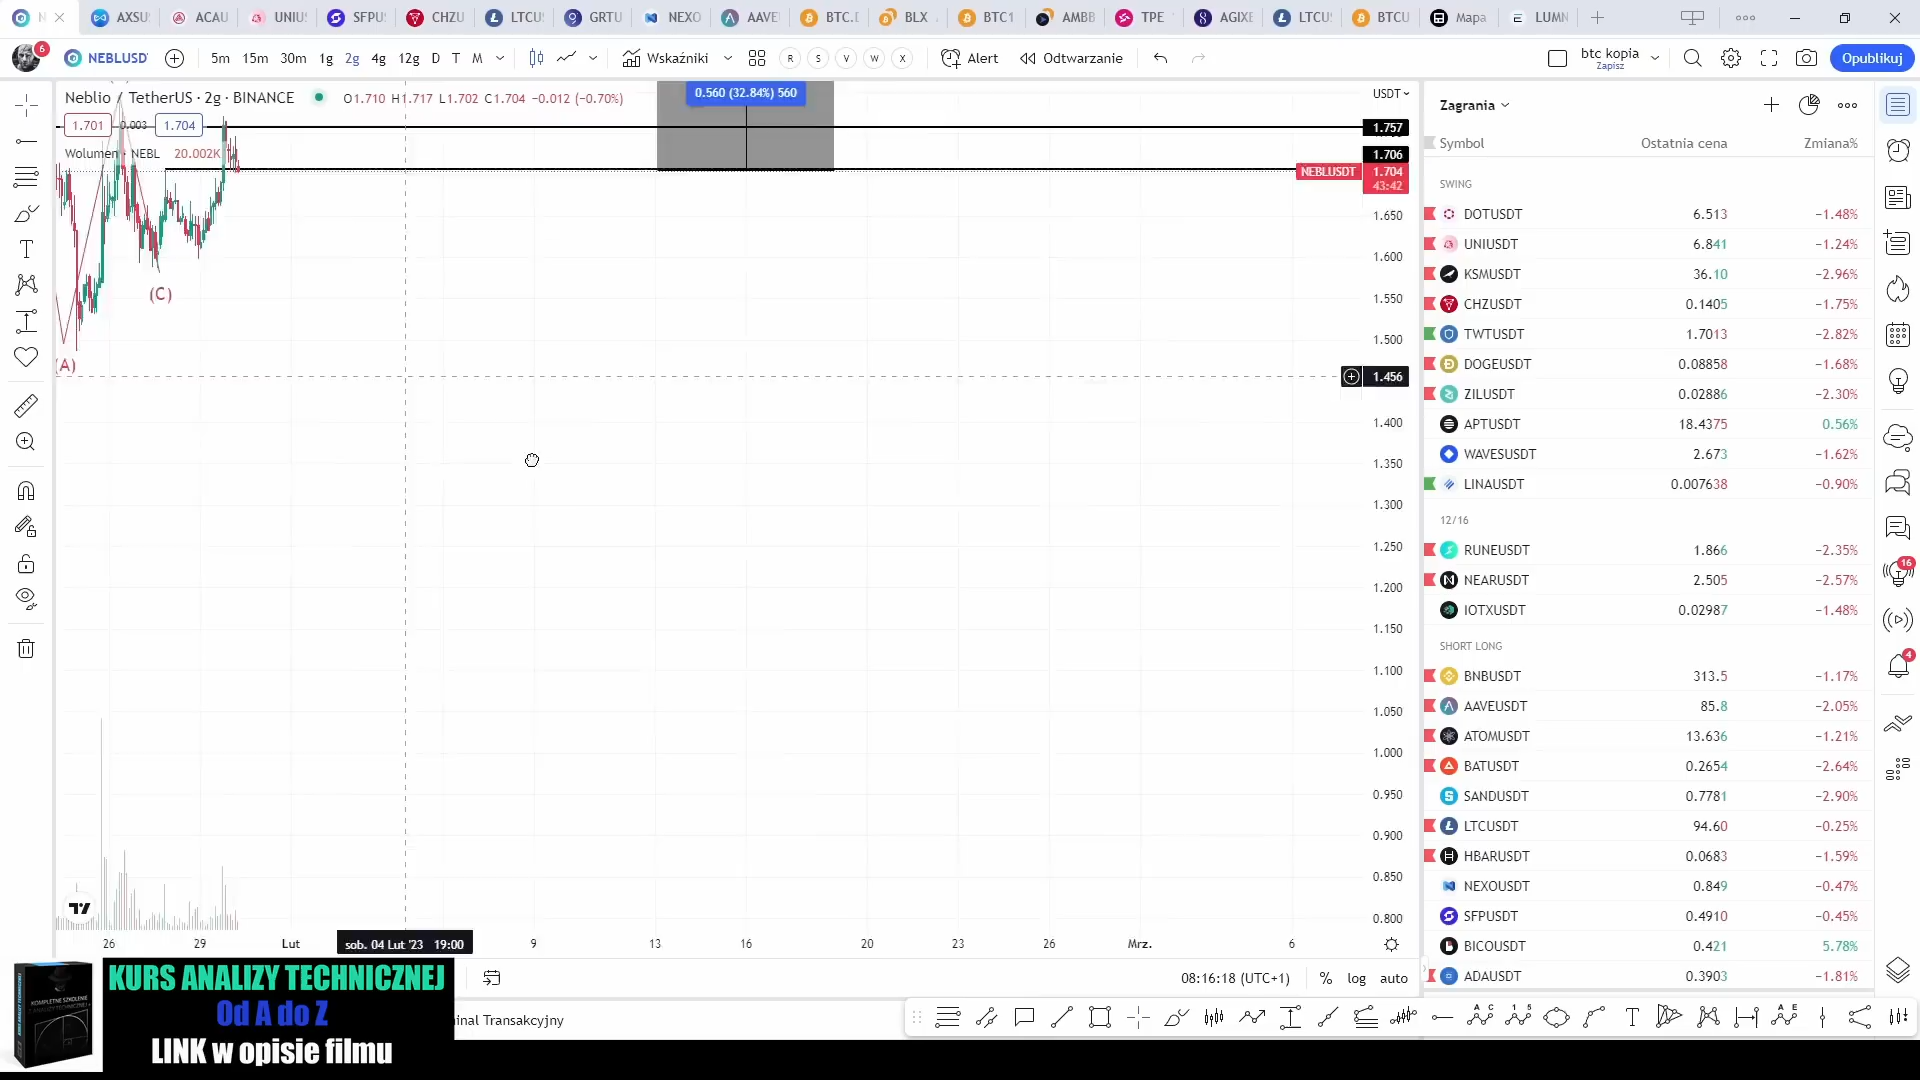 N AXSU ACAU UNIU SFPU CHZU LTCU GRTU NEXO AAVE BTC.D BLX BTC1 AMBB TPE AGIXE LTCU BTCU Mapa LUMN
6 NEBLUSD 5m 15m 30m 1g 2g 4g 12g D T M Wskaźniki R S V W X Alert Odtwarzanie btc kopia Zapisz Opublikuj
Neblio / TetherUS · 2g · BINANCE O1.710 H1.717 L1.702 C1.704 −0.012 (−0.70%)
1.701 0.003 1.704
Wolumen · NEBL 20.002K
0.560 (32.84%) 560
(A)
(C)
USDT
1.757
1.706
NEBLUSDT 1.704
43:42
1.650
1.600
1.550
1.500
1.456
1.400
1.350
1.300
1.250
1.200
1.150
1.100
1.050
1.000
0.950
0.900
0.850
0.800
26 29 Lut sob. 04 Lut '23 19:00 9 13 16 20 23 26 Mrz. 6
08:16:18 (UTC+1) % log auto
inal Transakcyjny
KURS ANALIZY TECHNICZNEJ
Od A do Z
LINK w opisie filmu
Zagrania
Symbol Ostatnia cena Zmiana%
SWING
DOTUSDT 6.513 −1.48%
UNIUSDT 6.841 −1.24%
KSMUSDT 36.10 −2.96%
CHZUSDT 0.1405 −1.75%
TWTUSDT 1.7013 −2.82%
DOGEUSDT 0.08858 −1.68%
ZILUSDT 0.02886 −2.30%
APTUSDT 18.4375 0.56%
WAVESUSDT 2.673 −1.62%
LINAUSDT 0.007638 −0.90%
12/16
RUNEUSDT 1.866 −2.35%
NEARUSDT 2.505 −2.57%
IOTXUSDT 0.02987 −1.48%
SHORT LONG
BNBUSDT 313.5 −1.17%
AAVEUSDT 85.8 −2.05%
ATOMUSDT 13.636 −1.21%
BATUSDT 0.2654 −2.64%
SANDUSDT 0.7781 −2.90%
LTCUSDT 94.60 −0.25%
HBARUSDT 0.0683 −1.59%
NEXOUSDT 0.849 −0.47%
SFPUSDT 0.4910 −0.45%
BICOUSDT 0.421 5.78%
ADAUSDT 0.3903 −1.81%
16
4